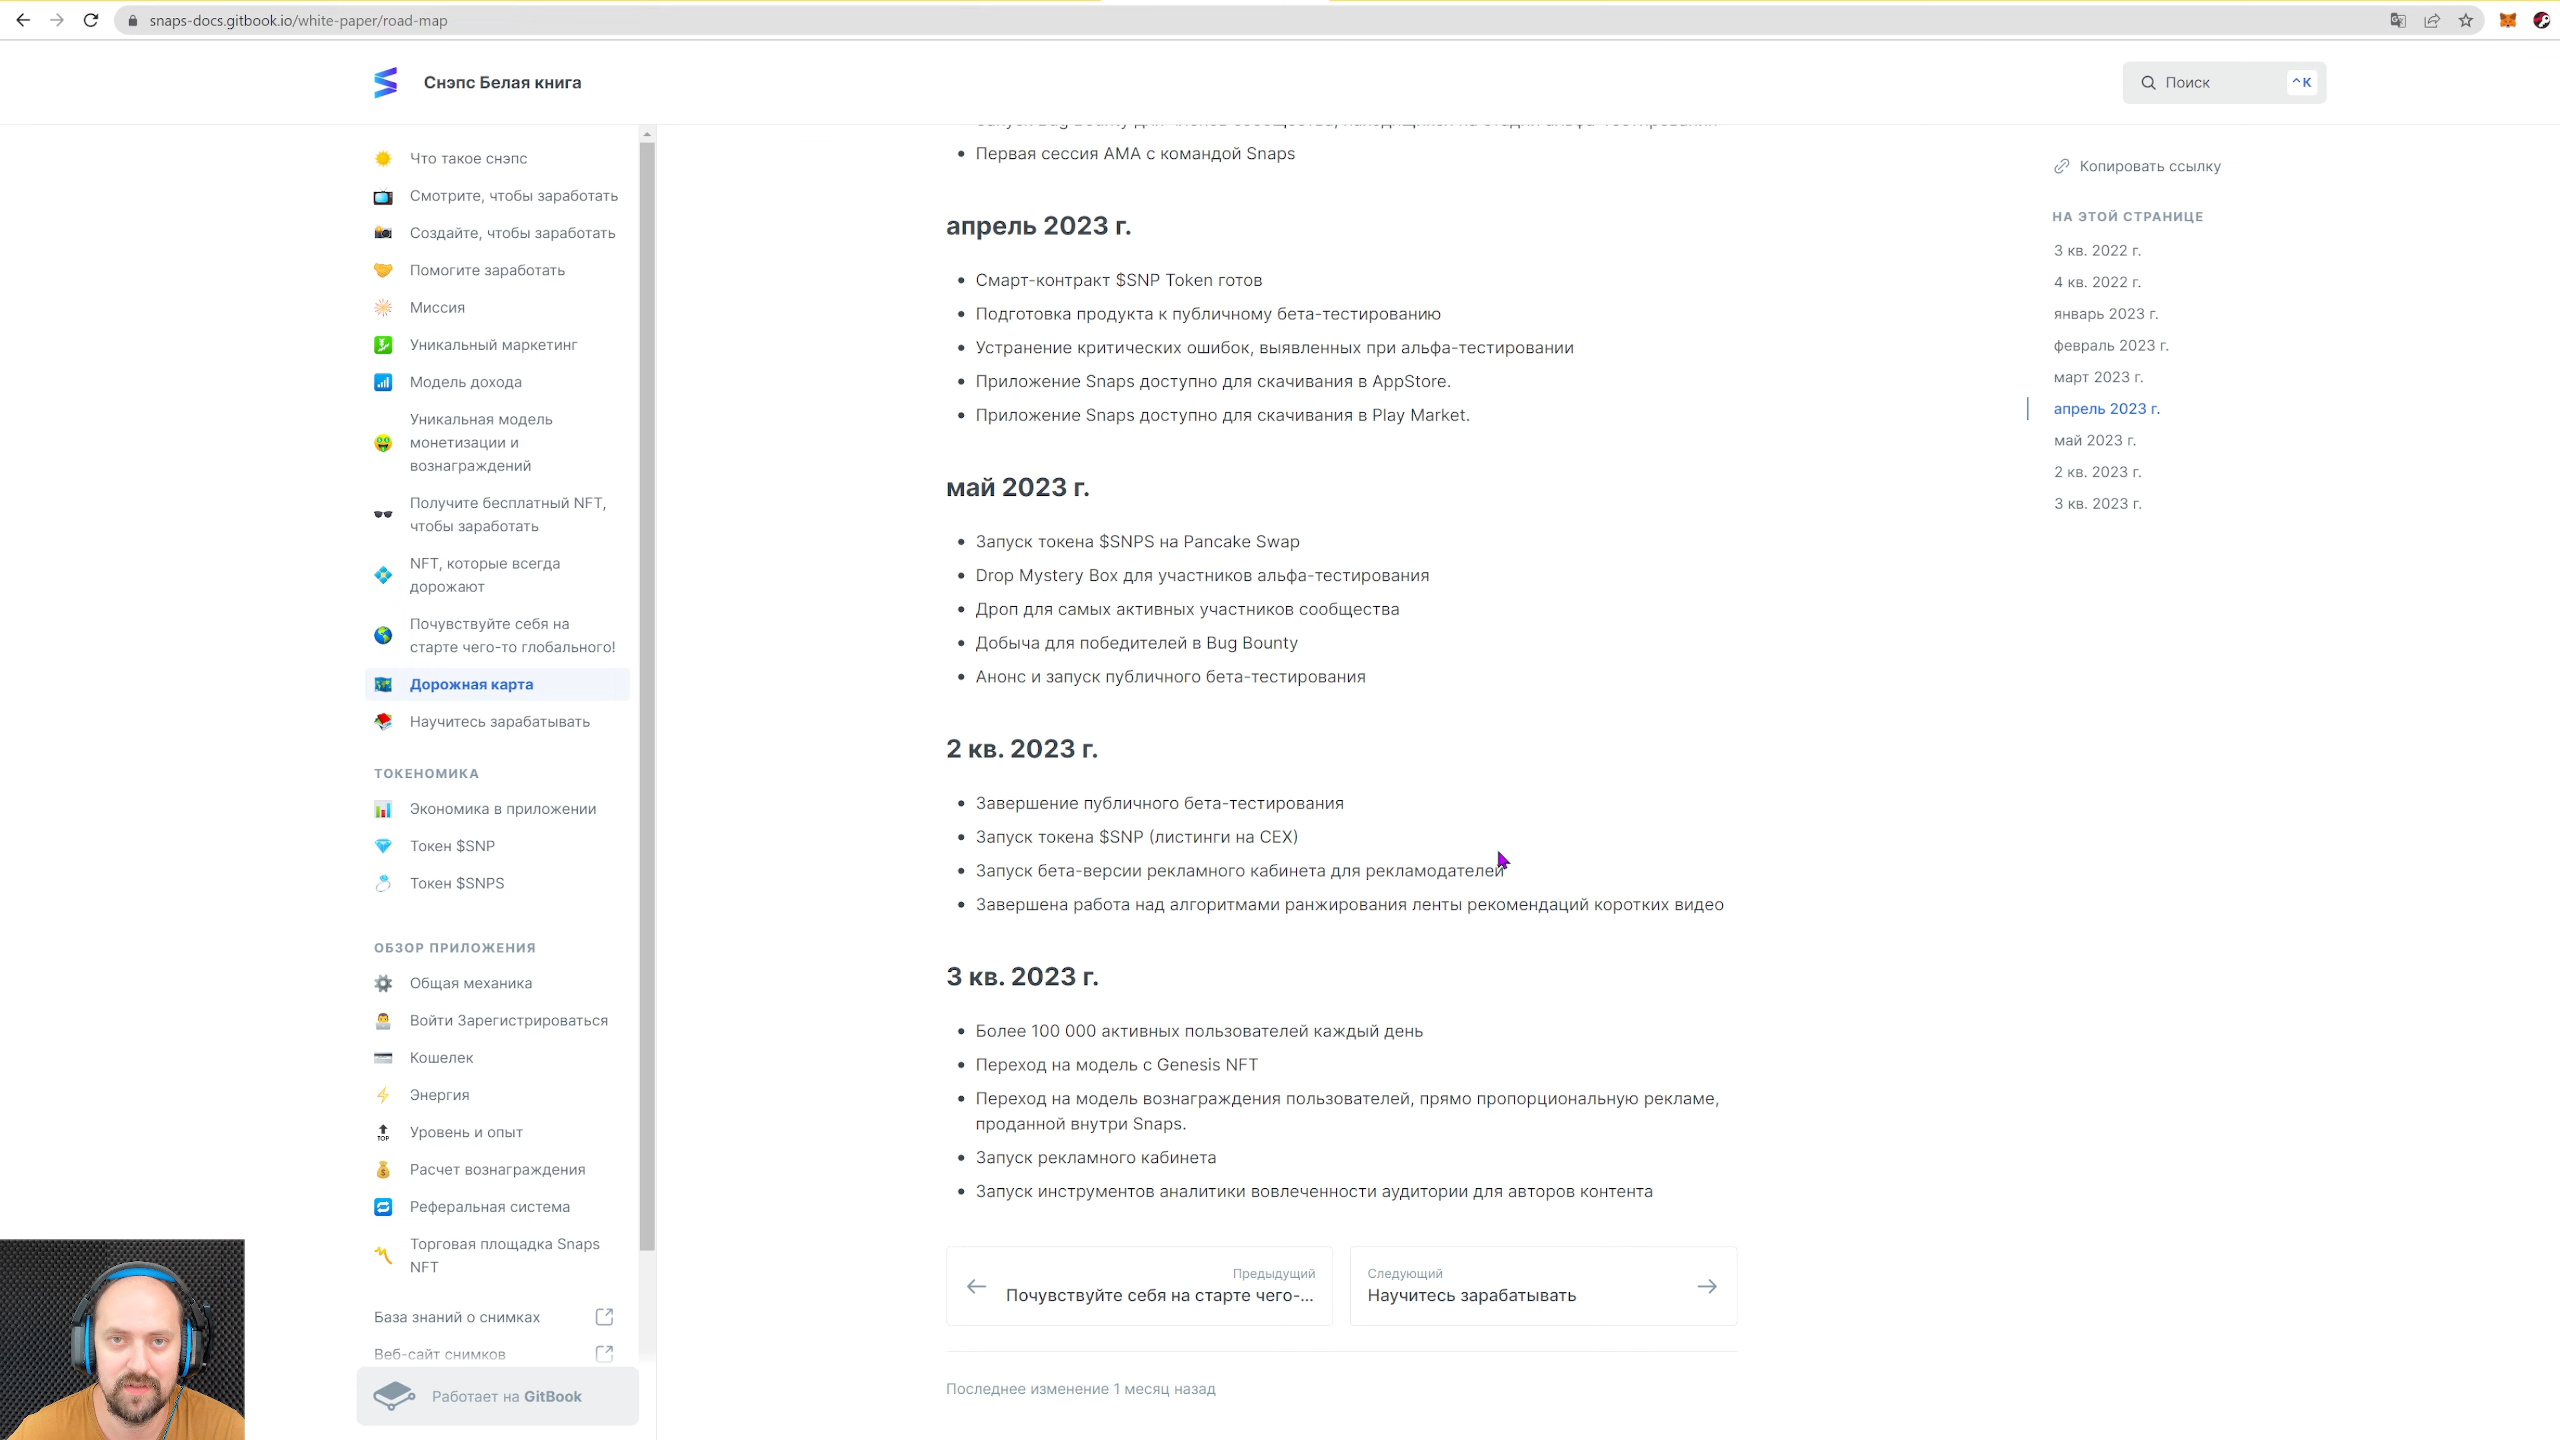 snaps-docs.gitbook.io/white-paper/road-map
Снэпс Белая книга
Поиск
^K
Что такое снэпс
Смотрите, чтобы заработать
Создайте, чтобы заработать
Помогите заработать
Миссия
Уникальный маркетинг
Модель дохода
Уникальная модель
монетизации и
вознаграждений
Получите бесплатный NFT,
чтобы заработать
NFT, которые всегда
дорожают
Почувствуйте себя на
старте чего-то глобального!
Дорожная карта
Научитесь зарабатывать
ТОКЕНОМИКА
Экономика в приложении
Токен $SNP
Токен $SNPS
ОБЗОР ПРИЛОЖЕНИЯ
Общая механика
Войти Зарегистрироваться
Кошелек
Энергия
TOP
Уровень и опыт
Расчет вознаграждения
Реферальная система
Торговая площадка Snaps
NFT
База знаний о снимках
Веб-сайт снимков
Работает на GitBook
• Первая сессия AMA с командой Snaps
апрель 2023 г.
• Смарт-контракт $SNP Token готов
• Подготовка продукта к публичному бета-тестированию
• Устранение критических ошибок, выявленных при альфа-тестировании
• Приложение Snaps доступно для скачивания в AppStore.
• Приложение Snaps доступно для скачивания в Play Market.
май 2023 г.
• Запуск токена $SNPS на Pancake Swap
• Drop Mystery Box для участников альфа-тестирования
• Дроп для самых активных участников сообщества
• Добыча для победителей в Bug Bounty
• Анонс и запуск публичного бета-тестирования
2 кв. 2023 г.
• Завершение публичного бета-тестирования
• Запуск токена $SNP (листинги на CEX)
• Запуск бета-версии рекламного кабинета для рекламодателей
• Завершена работа над алгоритмами ранжирования ленты рекомендаций коротких видео
3 кв. 2023 г.
• Более 100 000 активных пользователей каждый день
• Переход на модель с Genesis NFT
• Переход на модель вознаграждения пользователей, прямо пропорциональную рекламе,
проданной внутри Snaps.
• Запуск рекламного кабинета
• Запуск инструментов аналитики вовлеченности аудитории для авторов контента
Предыдущий
Почувствуйте себя на старте чего-...
Следующий
Научитесь зарабатывать
Последнее изменение 1 месяц назад
Копировать ссылку
НА ЭТОЙ СТРАНИЦЕ
3 кв. 2022 г.
4 кв. 2022 г.
январь 2023 г.
февраль 2023 г.
март 2023 г.
апрель 2023 г.
май 2023 г.
2 кв. 2023 г.
3 кв. 2023 г.